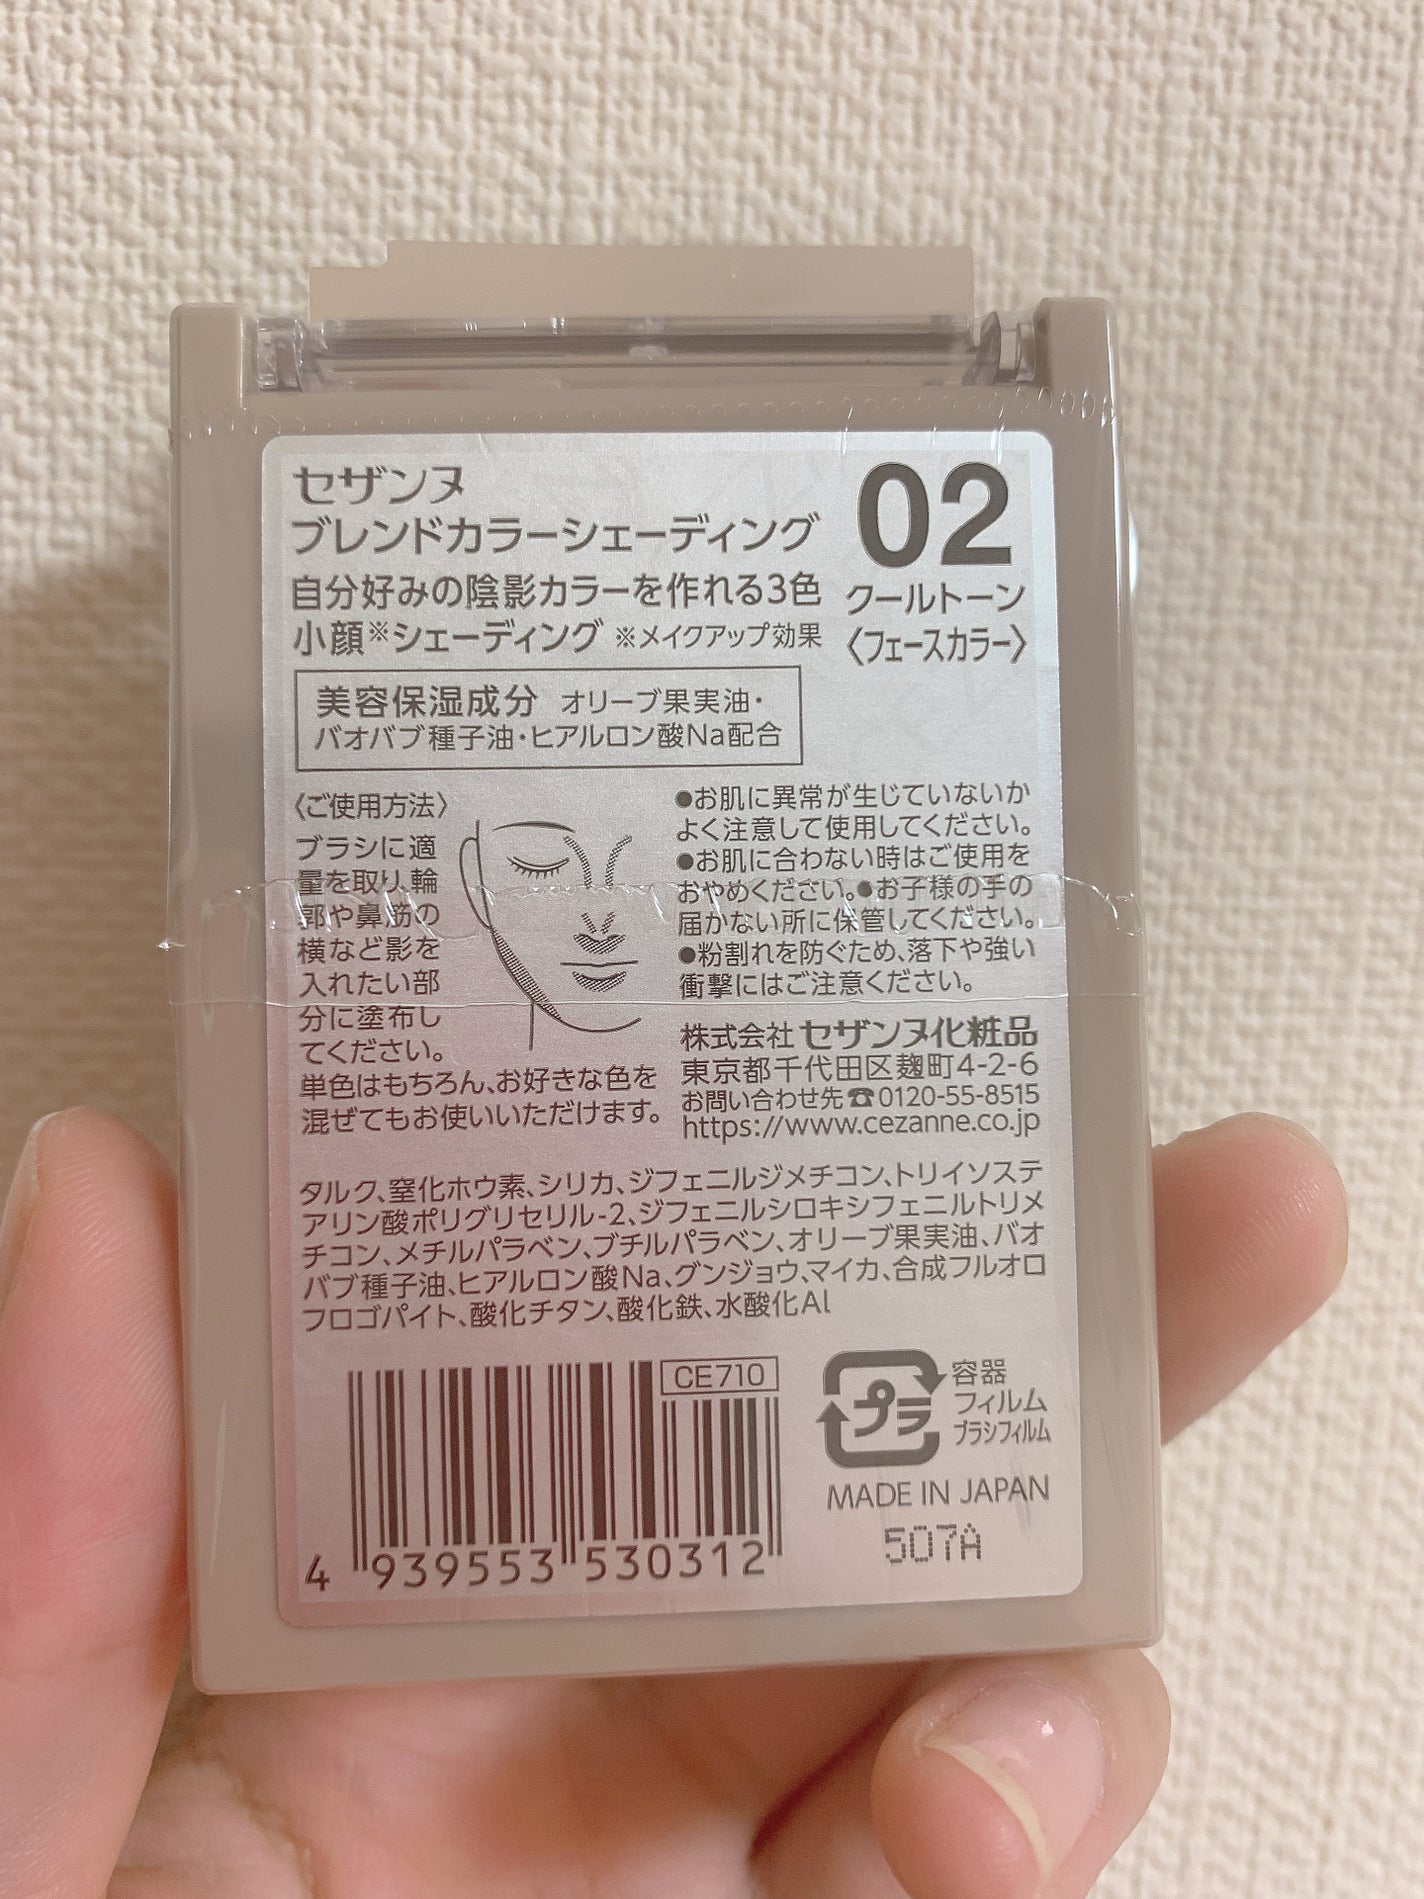 セザンヌ
ブレンドカラーシェーディング
自分好みの陰影カラーを作れる3色
小顔※シェーディング ※メイクアップ効果
02
クールトーン
〈フェースカラー〉
美容保湿成分 オリーブ果実油・
バオバブ種子油・ヒアルロン酸Na配合
〈ご使用方法〉
ブラシに適
量を取り、輪
郭や鼻筋の
横など影を
入れたい部
分に塗布し
てください。
単色はもちろん、お好きな色を
混ぜてもお使いいただけます。
●お肌に異常が生じていないか
よく注意して使用してください。
●お肌に合わない時はご使用を
おやめください。●お子様の手の
届かない所に保管してください。
●粉割れを防ぐため、落下や強い
衝撃にはご注意ください。
株式会社 セザンヌ化粧品
東京都千代田区麹町4-2-6
お問い合わせ先☎0120-55-8515
https://www.cezanne.co.jp
タルク、窒化ホウ素、シリカ、ジフェニルジメチコン、トリイソステ
アリン酸ポリグリセリル-2、ジフェニルシロキシフェニルトリメ
チコン、メチルパラベン、ブチルパラベン、オリーブ果実油、バオ
バブ種子油、ヒアルロン酸Na、グンジョウ、マイカ、合成フルオロ
フロゴパイト、酸化チタン、酸化鉄、水酸化Al
CE710
4 939553 530312
プラ
容器
フィルム
ブラシフィルム
MADE IN JAPAN
507A